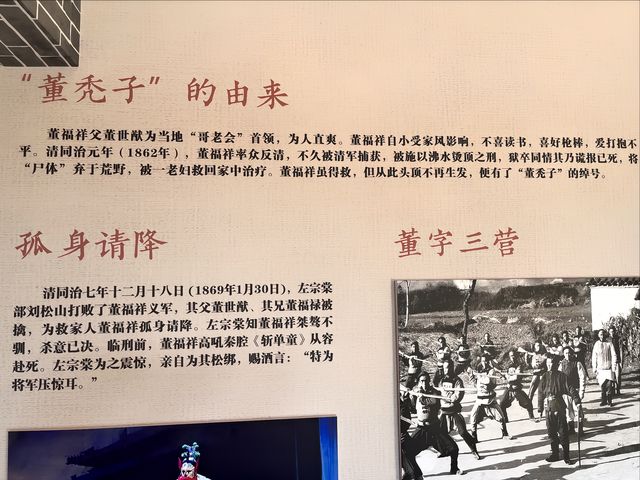 “董秃子”的由来
董福祥父董世猷为当地“哥老会”首领，为人直爽。董福祥自小受家风影响，不喜读书，喜好枪棒，爱打抱不
平。清同治元年（1862年），董福祥率众反清，不久被清军捕获，被施以沸水烫顶之刑，狱卒同情其乃谎报已死，将
“尸体”弃于荒野，被一老妇救回家中治疗。董福祥虽得救，但从此头顶不再生发，便有了“董秃子”的绰号。
孤身请降
清同治七年十二月十八日(1869年1月30日)，左宗棠
部刘松山打败了董福祥义军，其父董世猷、其兄董福禄被
擒，为救家人董福祥孤身请降。左宗棠知董福祥桀骜不
驯，杀意已决。临刑前，董福祥高吼秦腔《斩单童》从容
赴死。左宗棠为之震惊，亲自为其松绑，赐酒言：“特为
将军压惊耳。”
董字三营